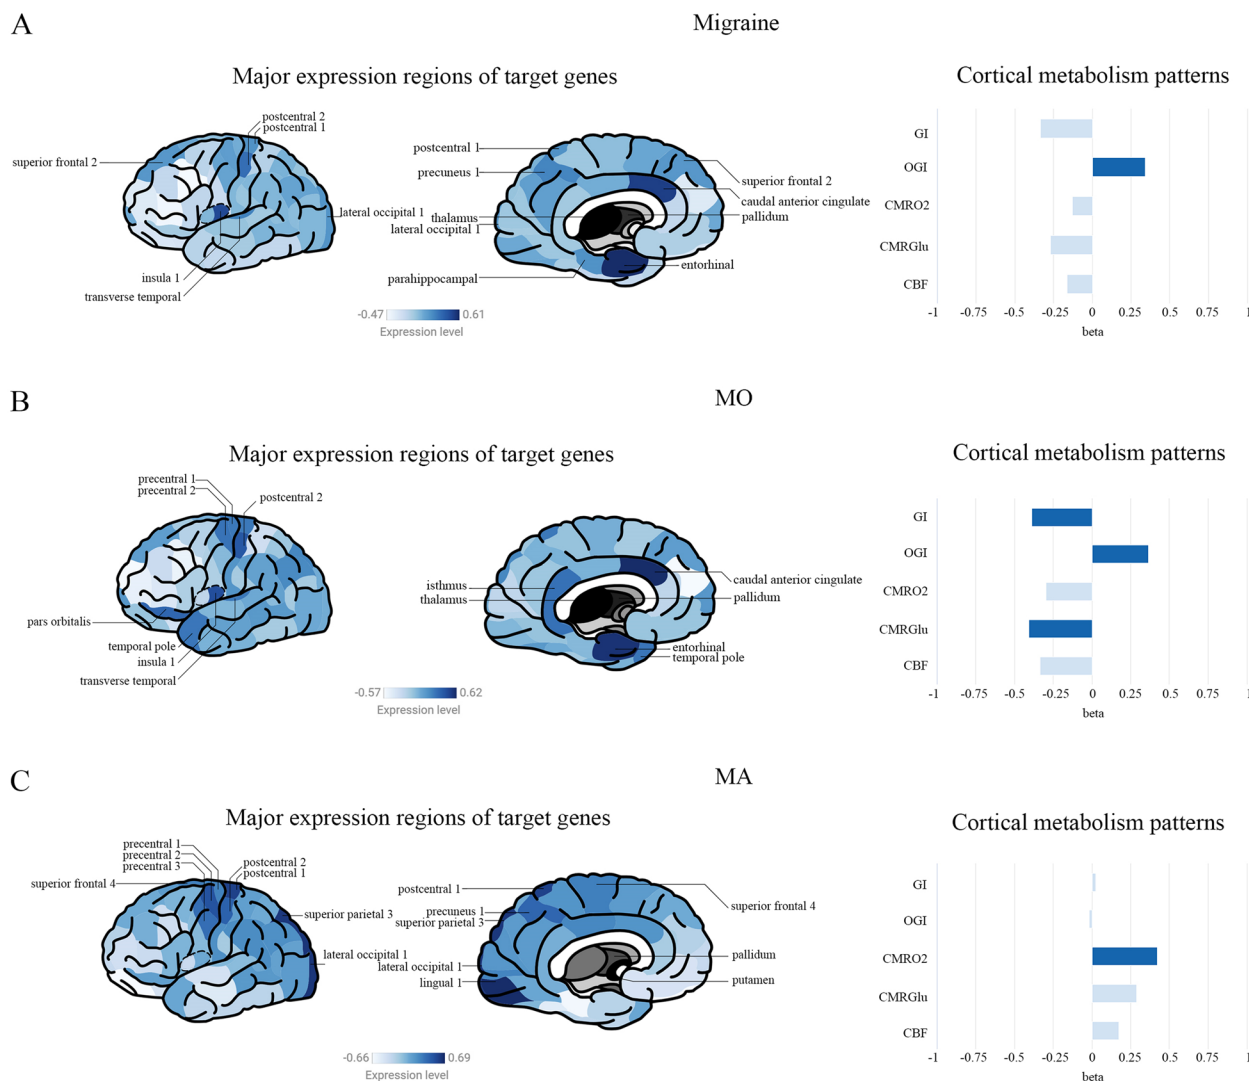 A
Migraine
Major expression regions of target genes
Cortical metabolism patterns
postcentral 2
postcentral 1
superior frontal 2
lateral occipital 1
insula 1
transverse temporal
postcentral 1
precuneus 1
thalamus
lateral occipital 1
parahippocampal
superior frontal 2
caudal anterior cingulate
pallidum
entorhinal
-0.47
0.61
Expression level
GI
OGI
CMRO2
CMRGlu
CBF
-1 -0.75 -0.5 -0.25 0 0.25 0.5 0.75 1
beta
B
MO
Major expression regions of target genes
Cortical metabolism patterns
precentral 1
precentral 2
postcentral 2
pars orbitalis
temporal pole
insula 1
transverse temporal
isthmus
thalamus
caudal anterior cingulate
pallidum
entorhinal
temporal pole
-0.57
0.62
Expression level
GI
OGI
CMRO2
CMRGlu
CBF
-1 -0.75 -0.5 -0.25 0 0.25 0.5 0.75 1
beta
C
MA
Major expression regions of target genes
Cortical metabolism patterns
precentral 1
precentral 2
precentral 3
superior frontal 4
postcentral 2
postcentral 1
superior parietal 3
lateral occipital 1
postcentral 1
precuneus 1
superior parietal 3
lateral occipital 1
lingual 1
superior frontal 4
pallidum
putamen
-0.66
0.69
Expression level
GI
OGI
CMRO2
CMRGlu
CBF
-1 -0.75 -0.5 -0.25 0 0.25 0.5 0.75 1
beta